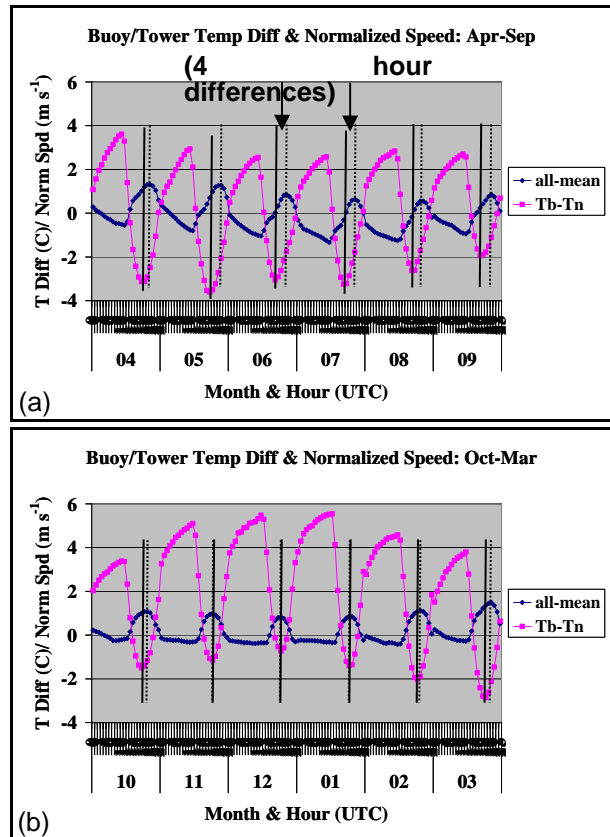 Buoy/Tower Temp Diff & Normalized Speed: Apr-Sep
(4 hour
differences)
T Diff (C)/ Norm Spd (m s-1)
6
4
2
0
-2
-4
all-mean
Tb-Tn
04 05 06 07 08 09
Month & Hour (UTC)
(a)
Buoy/Tower Temp Diff & Normalized Speed: Oct-Mar
T Diff (C)/ Norm Spd (m s-1)
6
4
2
0
-2
-4
all-mean
Tb-Tn
10 11 12 01 02 03
Month & Hour (UTC)
(b)